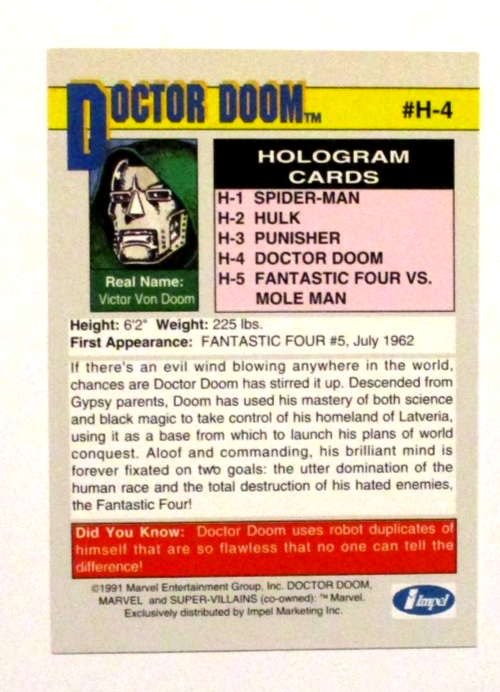 DOCTOR DOOM™
#H-4
HOLOGRAM
CARDS
H-1 SPIDER-MAN
H-2 HULK
H-3 PUNISHER
H-4 DOCTOR DOOM
H-5 FANTASTIC FOUR VS.
MOLE MAN
Real Name:
Victor Von Doom
Height: 6'2" Weight: 225 lbs.
First Appearance: FANTASTIC FOUR #5, July 1962
If there's an evil wind blowing anywhere in the world,
chances are Doctor Doom has stirred it up. Descended from
Gypsy parents, Doom has used his mastery of both science
and black magic to take control of his homeland of Latveria,
using it as a base from which to launch his plans of world
conquest. Aloof and commanding, his brilliant mind is
forever fixated on two goals: the utter domination of the
human race and the total destruction of his hated enemies,
the Fantastic Four!
Did You Know: Doctor Doom uses robot duplicates of
himself that are so flawless that no one can tell the
difference!
©1991 Marvel Entertainment Group, Inc. DOCTOR DOOM,
MARVEL and SUPER-VILLAINS (co-owned): ™ Marvel.
Exclusively distributed by Impel Marketing Inc.
Impel